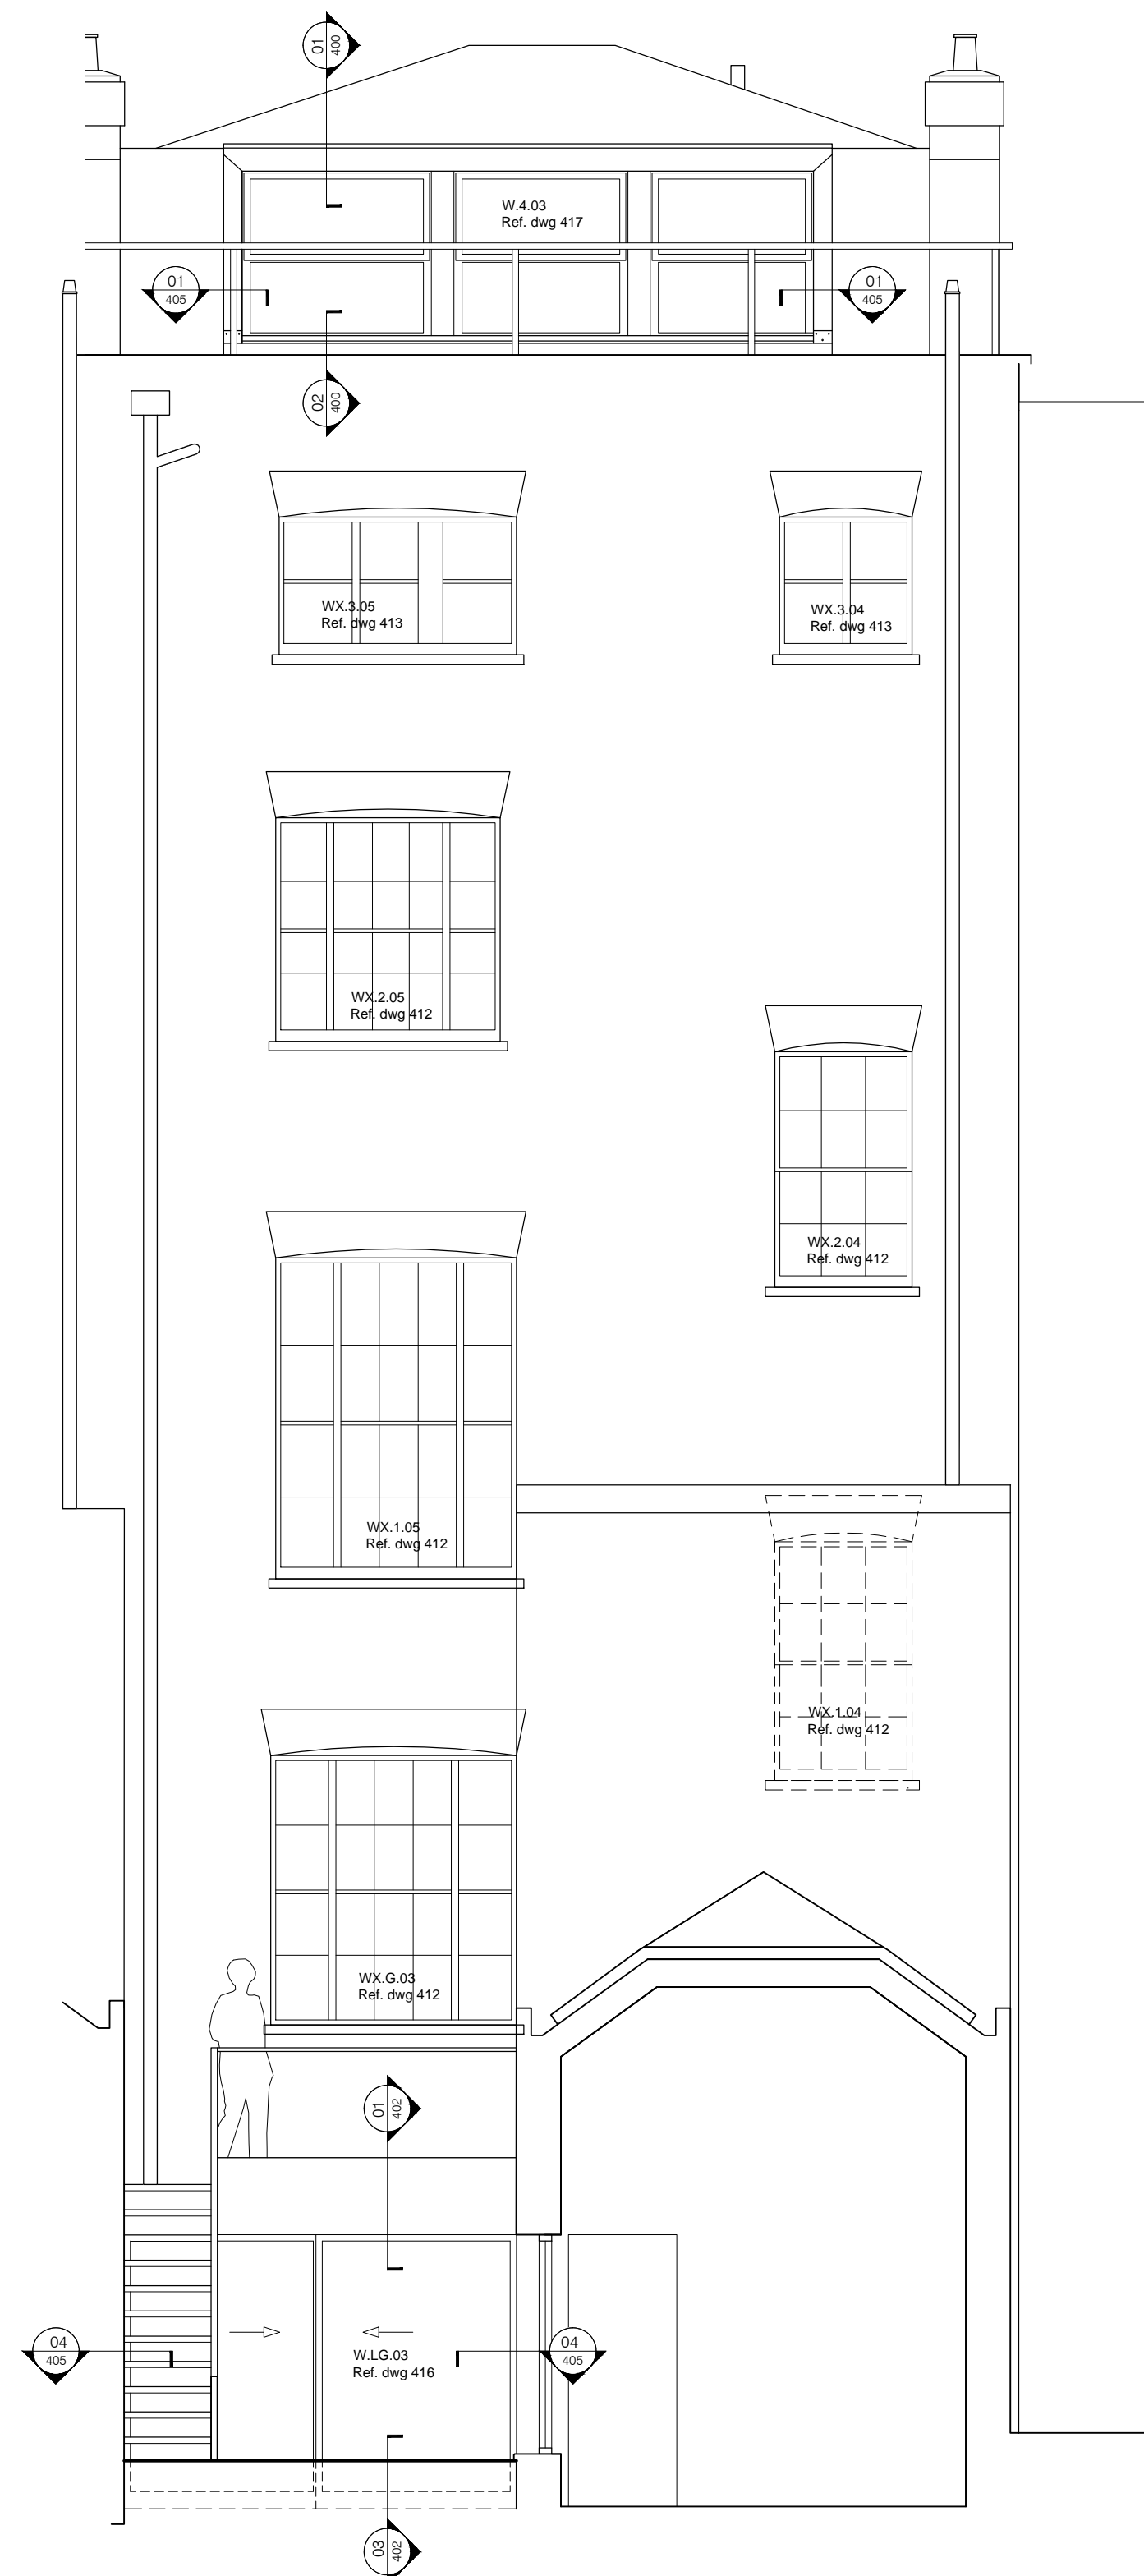 01
400
W.4.03
Ref. dwg 417
01
405
01
405
02
400
WX.3.05
Ref. dwg 413
WX.3.04
Ref. dwg 413
WX.2.05
Ref. dwg 412
WX.2.04
Ref. dwg 412
WX.1.05
Ref. dwg 412
WX.1.04
Ref. dwg 412
WX.G.03
Ref. dwg 412
01
402
04
405
W.LG.03
Ref. dwg 416
04
405
03
402